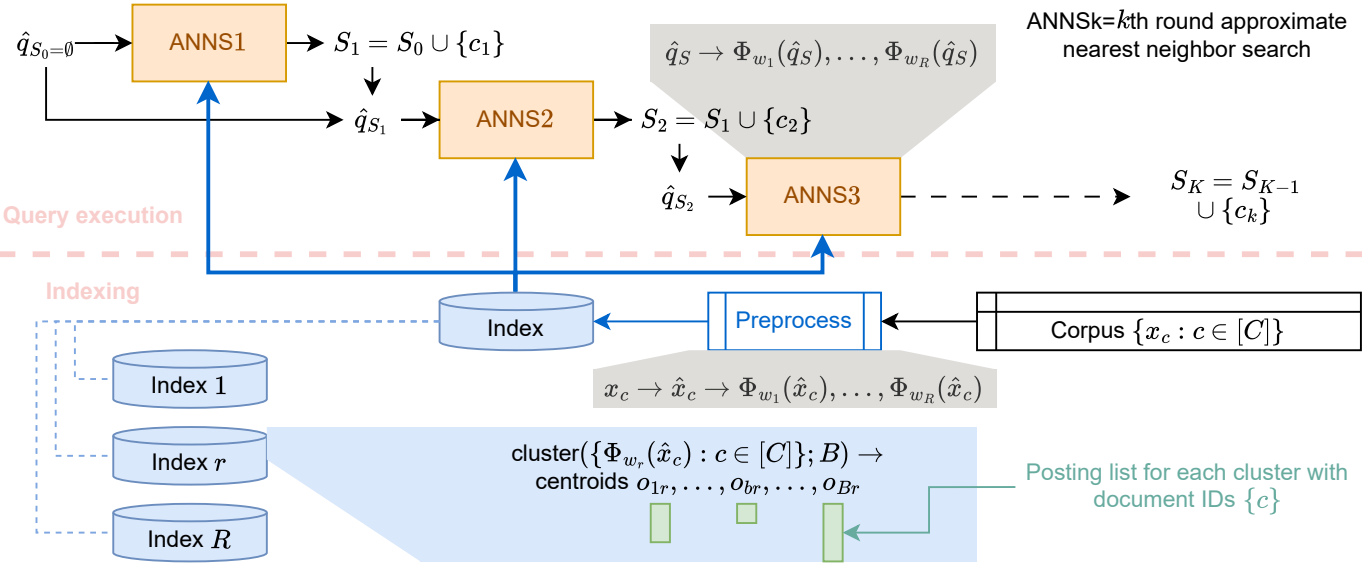 q̂_{S_0=∅}
ANNS1
S_1 = S_0 ∪ {c_1}
q̂_{S_1}
ANNS2
S_2 = S_1 ∪ {c_2}
q̂_{S_2}
ANNS3
q̂_S → Φ_{w_1}(q̂_S), . . . , Φ_{w_R}(q̂_S)
ANNSk=kth round approximate
nearest neighbor search
S_K = S_{K−1}
∪ {c_k}
Query execution
Indexing
Index
Preprocess
Corpus {x_c : c ∈ [C]}
x_c → x̂_c → Φ_{w_1}(x̂_c), . . . , Φ_{w_R}(x̂_c)
Index 1
Index r
Index R
cluster({Φ_{w_r}(x̂_c) : c ∈ [C]}; B) →
centroids o_{1r}, . . . , o_{br}, . . . , o_{Br}
Posting list for each cluster with
document IDs {c}